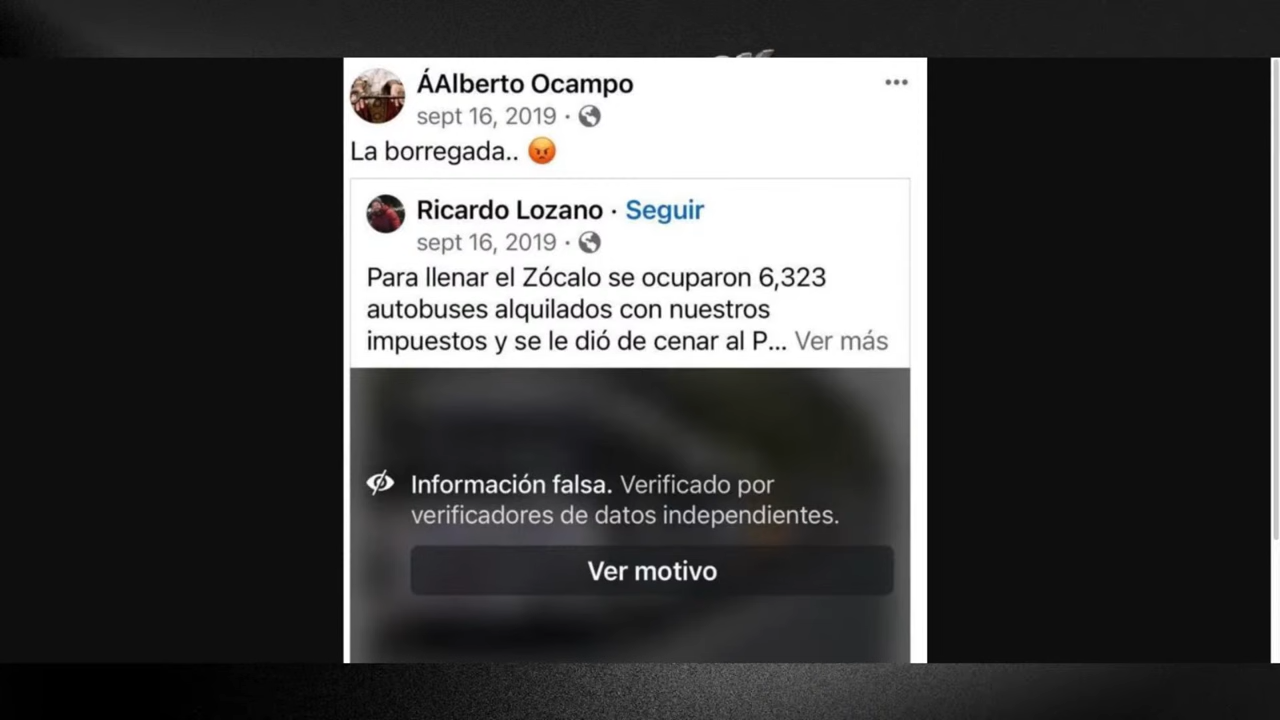 ÁAlberto Ocampo
sept 16, 2019 ·
La borregada.. 😡
Ricardo Lozano · Seguir
sept 16, 2019 ·
Para llenar el Zócalo se ocuparon 6,323
autobuses alquilados con nuestros
impuestos y se le dió de cenar al P... Ver más
Información falsa. Verificado por
verificadores de datos independientes.
Ver motivo